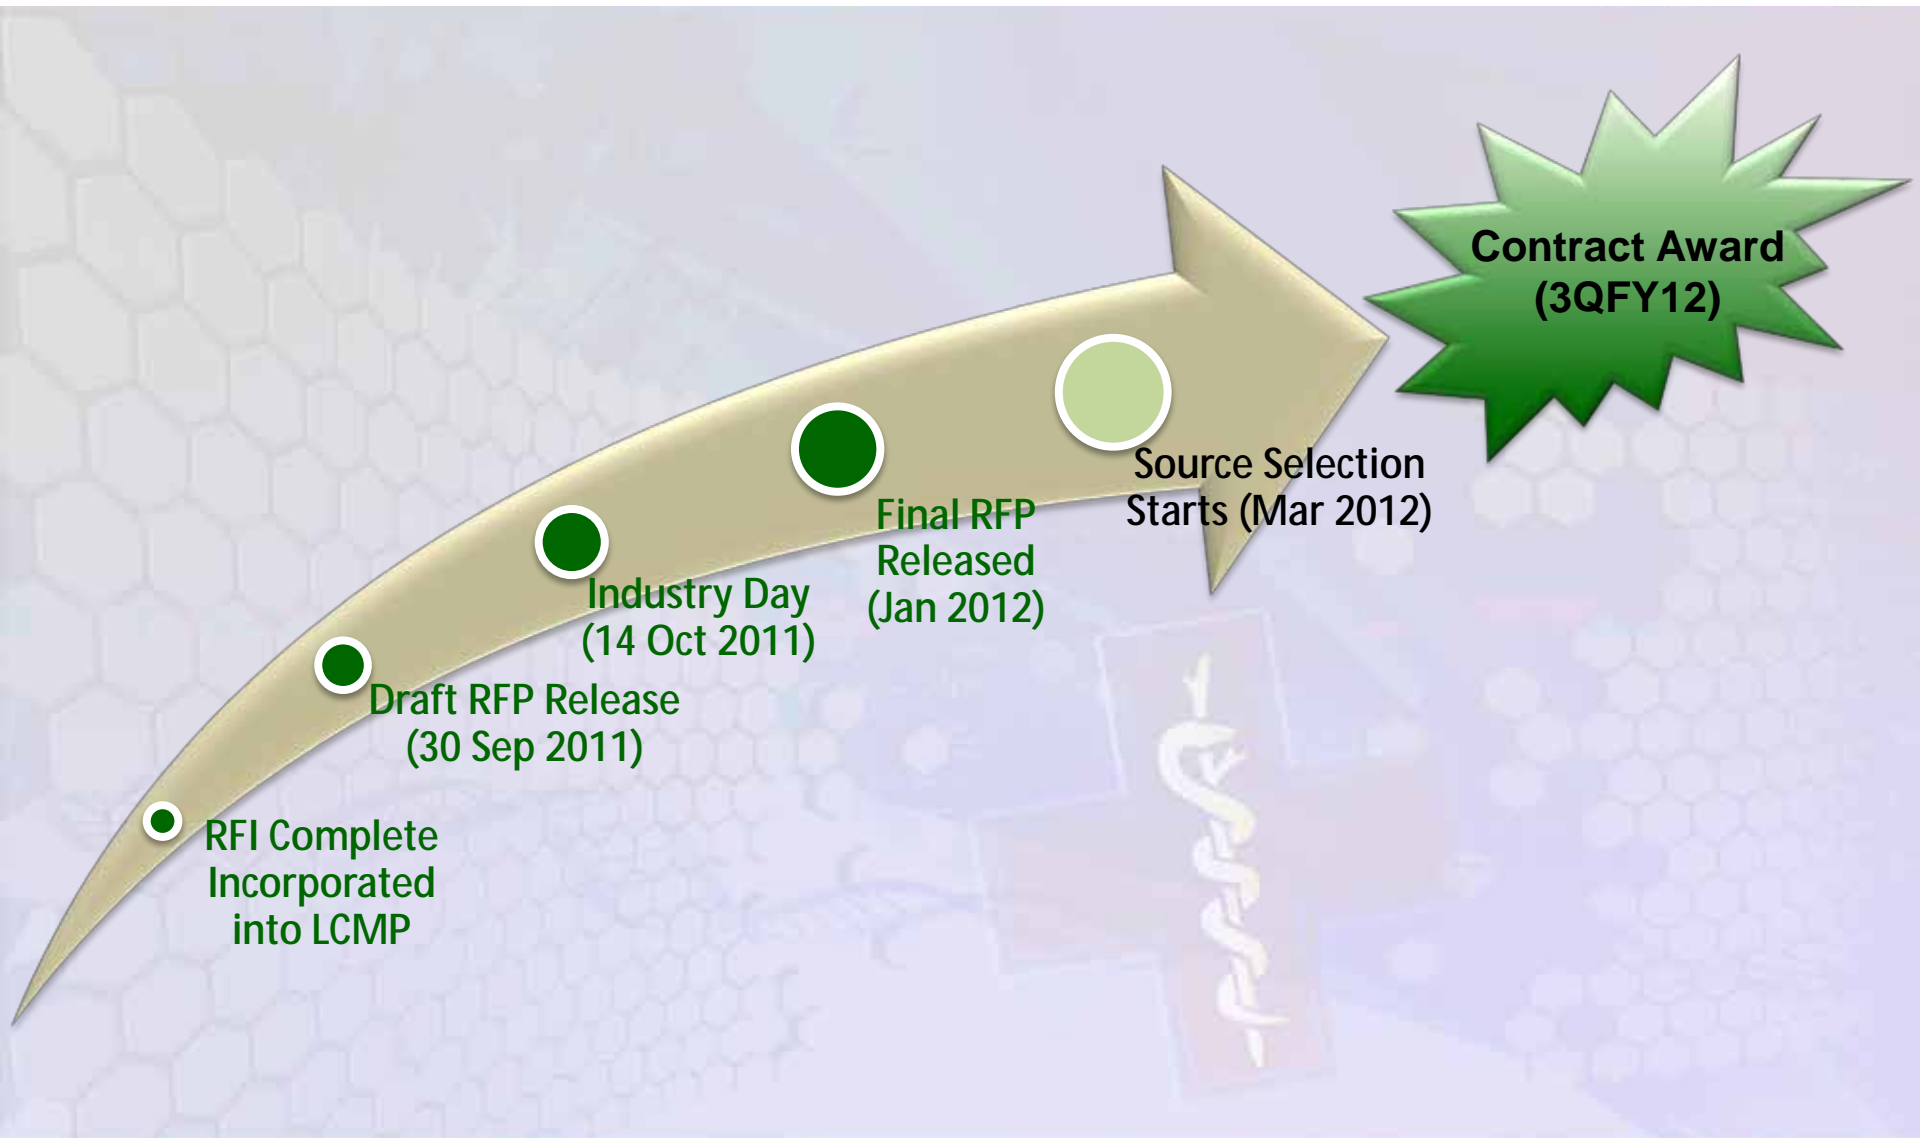 Contract Award
(3QFY12)
Source Selection
Starts (Mar 2012)
Final RFP
Released
(Jan 2012)
Industry Day
(14 Oct 2011)
Draft RFP Release
(30 Sep 2011)
RFI Complete
Incorporated
into LCMP